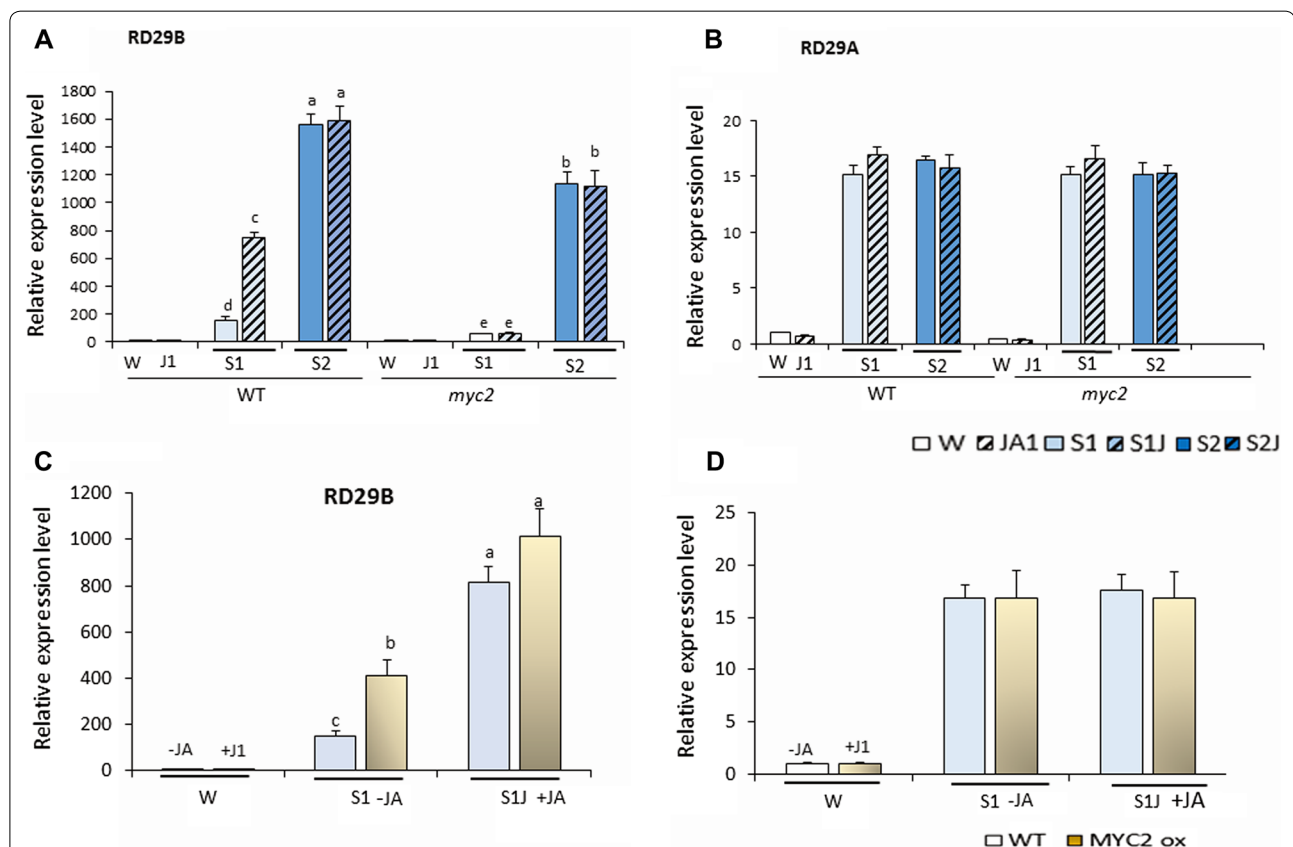 A
RD29B
Relative expression level
1800
1600
1400
1200
1000
800
600
400
200
0
d
c
a
a
e
e
b
b
W J1 S1 S2 W J1 S1 S2
WT myc2
B
RD29A
Relative expression level
20
15
10
5
0
W J1 S1 S2 W J1 S1 S2
WT myc2
W JA1 S1 S1J S2 S2J
C
RD29B
Relative expression level
1200
1000
800
600
400
200
0
-JA +J1
c
b
a
a
W S1 -JA S1J +JA
D
Relative expression level
25
20
15
10
5
0
-JA +J1
W S1 -JA S1J +JA
WT MYC2 ox